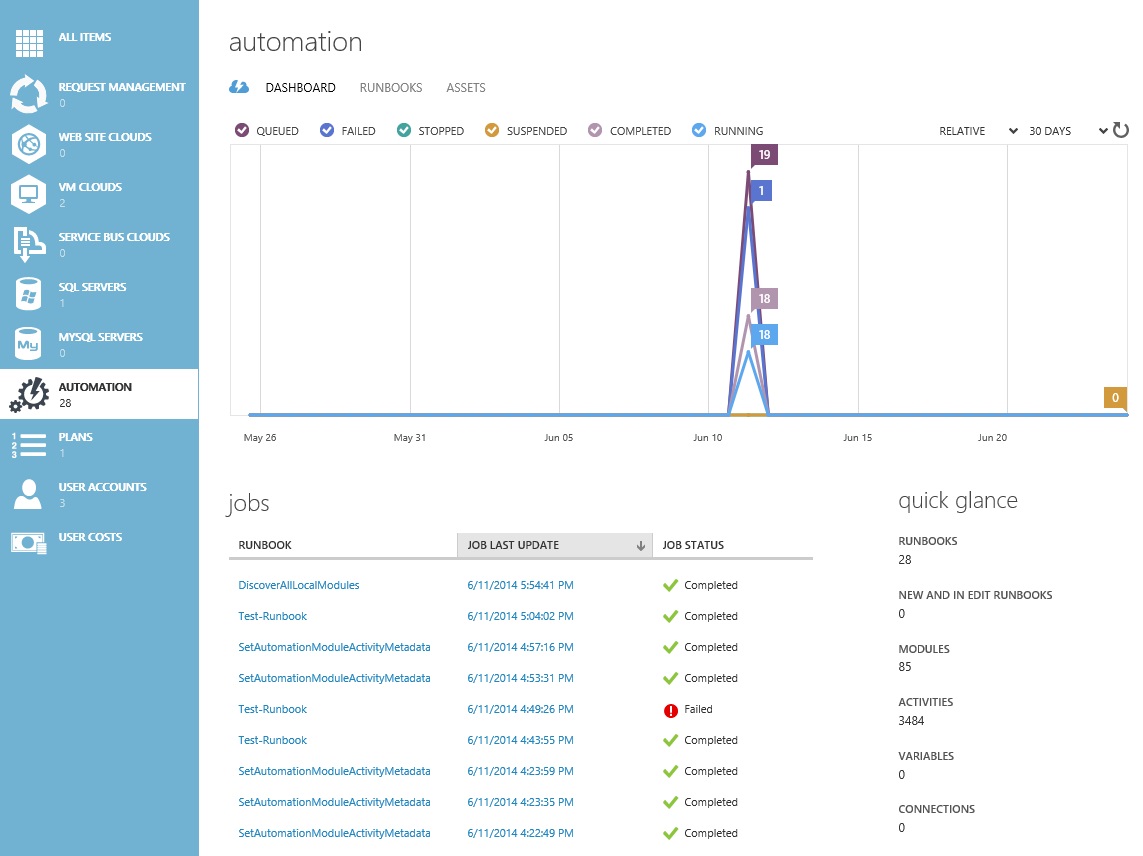 ALL ITEMS
REQUEST MANAGEMENT
0
WEB SITE CLOUDS
0
VM CLOUDS
2
SERVICE BUS CLOUDS
0
SQL SERVERS
1
My
MYSQL SERVERS
0
AUTOMATION
28
1
2
3
PLANS
1
USER ACCOUNTS
3
USER COSTS
automation
DASHBOARD RUNBOOKS ASSETS
QUEUED FAILED STOPPED SUSPENDED COMPLETED RUNNING RELATIVE 30 DAYS
19
1
18
18
0
May 26 May 31 Jun 05 Jun 10 Jun 15 Jun 20
jobs
RUNBOOK JOB LAST UPDATE JOB STATUS
DiscoverAllLocalModules 6/11/2014 5:54:41 PM Completed
Test-Runbook 6/11/2014 5:04:02 PM Completed
SetAutomationModuleActivityMetadata 6/11/2014 4:57:16 PM Completed
SetAutomationModuleActivityMetadata 6/11/2014 4:53:31 PM Completed
Test-Runbook 6/11/2014 4:49:26 PM Failed
Test-Runbook 6/11/2014 4:43:55 PM Completed
SetAutomationModuleActivityMetadata 6/11/2014 4:23:59 PM Completed
SetAutomationModuleActivityMetadata 6/11/2014 4:23:35 PM Completed
SetAutomationModuleActivityMetadata 6/11/2014 4:22:49 PM Completed
quick glance
RUNBOOKS
28
NEW AND IN EDIT RUNBOOKS
0
MODULES
85
ACTIVITIES
3484
VARIABLES
0
CONNECTIONS
0